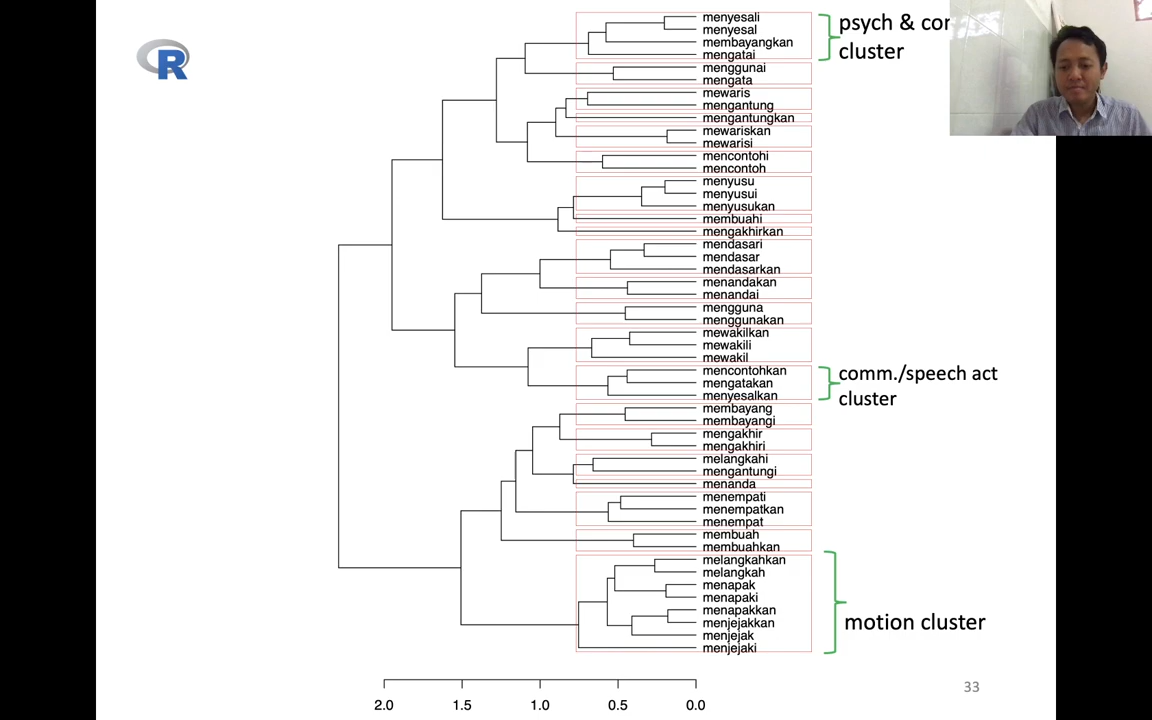 R
psych & cor
cluster
menyesali
menyesal
membayangkan
mengatai
menggunai
mengata
mewaris
mengantung
mengantungkan
mewariskan
mewarisi
mencontohi
mencontoh
menyusu
menyusui
menyusukan
membuahi
mengakhirkan
mendasari
mendasar
mendasarkan
menandakan
menandai
mengguna
menggunakan
mewakilkan
mewakili
mewakil
mencontohkan
mengatakan
menyesalkan
comm./speech act
cluster
membayang
membayangi
mengakhir
mengakhiri
melangkahi
mengantungi
menanda
menempati
menempatkan
menempat
membuah
membuahkan
melangkahkan
melangkah
menapak
menapaki
menapakkan
menjejakkan
menjejak
menjejaki
motion cluster
2.0 1.5 1.0 0.5 0.0
33